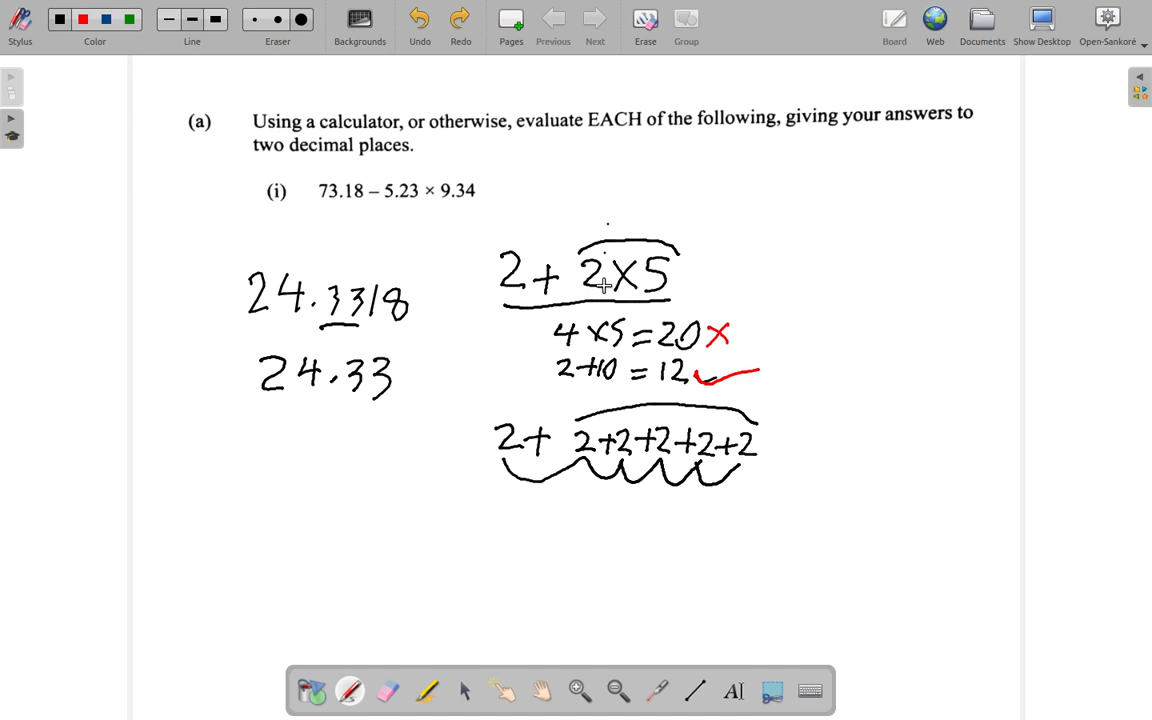 Stylus Color Line Eraser Backgrounds Undo Redo Pages Previous Next Erase Group Board Web Documents Show Desktop Open-Sankoré
(a) Using a calculator, or otherwise, evaluate EACH of the following, giving your answers to
two decimal places.
(i) 73.18 – 5.23 × 9.34
2+ 2×5
24.3318
4×5=20 ×
2+10 = 12 ✓
24.33
2+ 2+2+2+2+2